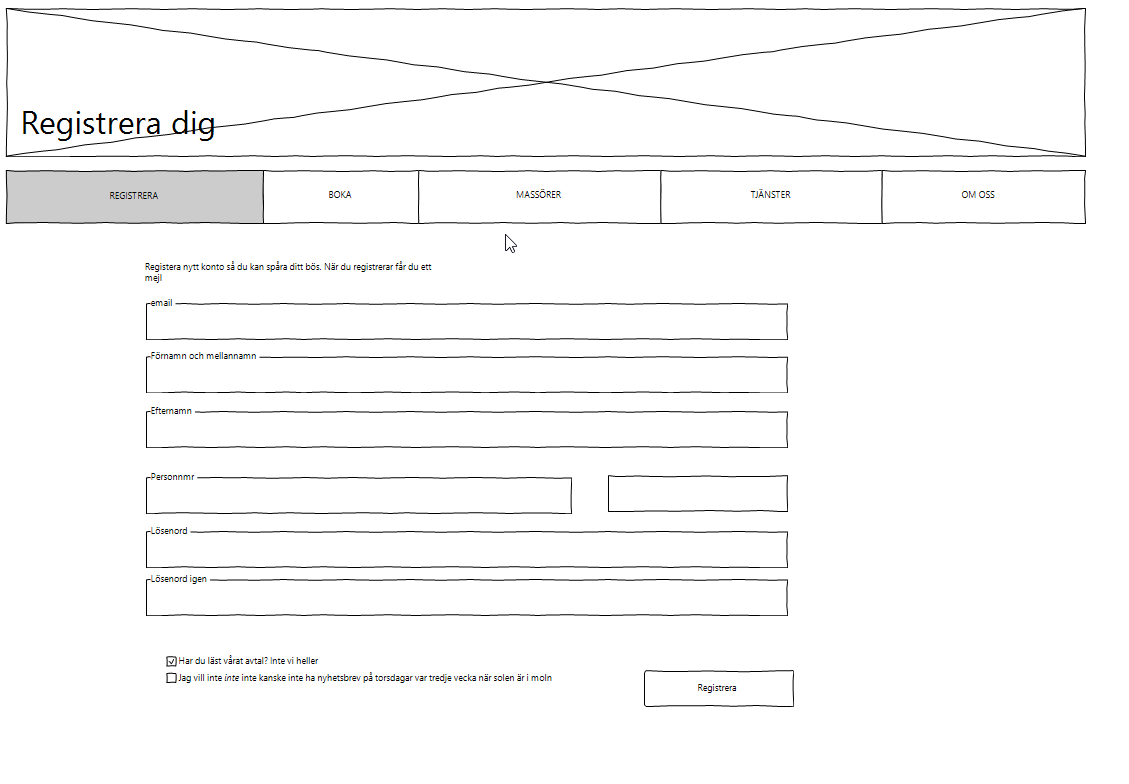 Registrera dig
REGISTRERA BOKA MASSÖRER TJÄNSTER OM OSS
Registera nytt konto så du kan spåra ditt bös. När du registrerar får du ett
mejl
email
Förnamn och mellannamn
Efternamn
Personnmr
Lösenord
Lösenord igen
Har du läst vårat avtal? Inte vi heller
Jag vill inte inte inte kanske inte ha nyhetsbrev på torsdagar var tredje vecka när solen är i moln
Registrera